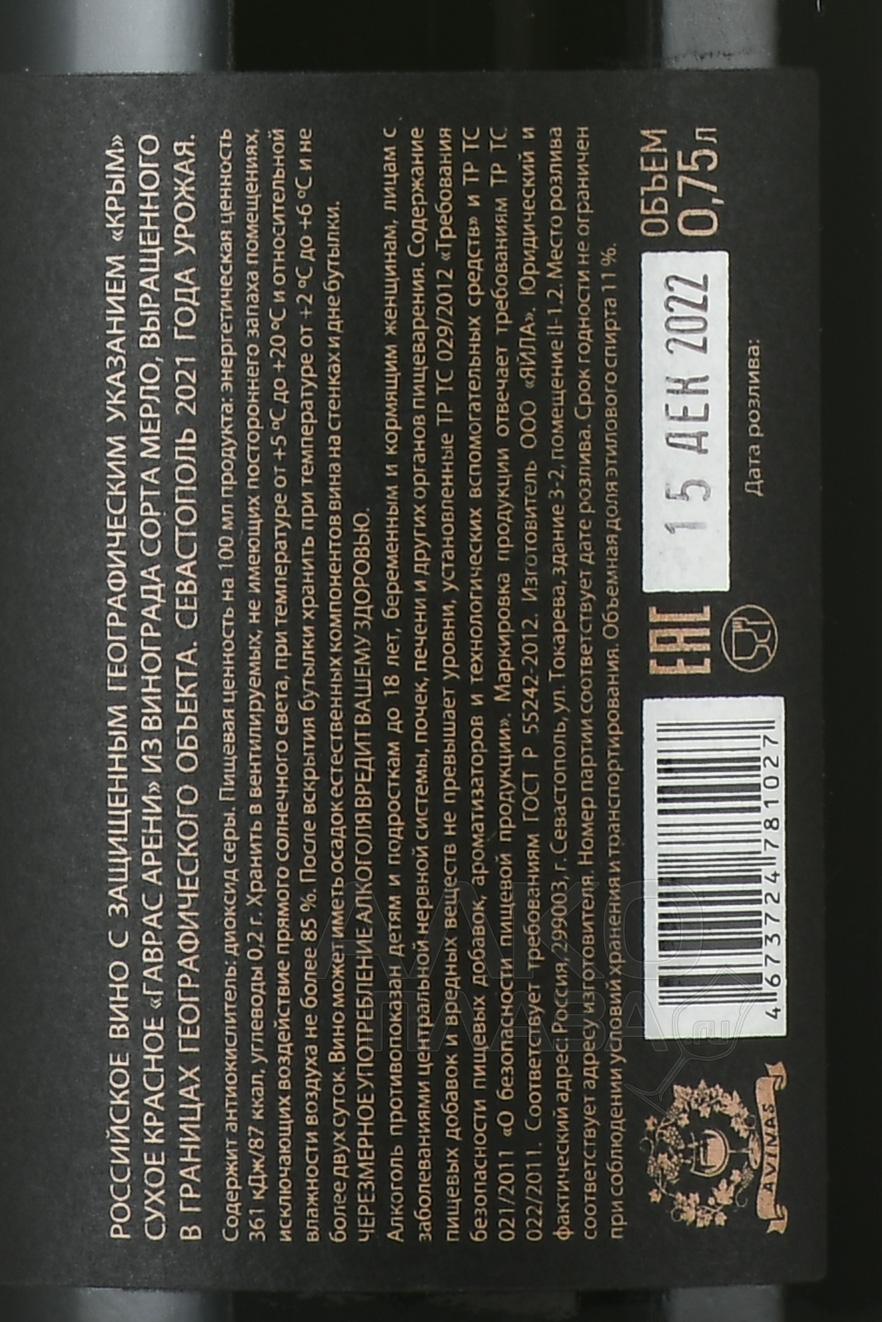 РОССИЙСКОЕ ВИНО С ЗАЩИЩЕННЫМ ГЕОГРАФИЧЕСКИМ УКАЗАНИЕМ «КРЫМ»
СУХОЕ КРАСНОЕ «ГАВРАС АРЕНИ» ИЗ ВИНОГРАДА СОРТА МЕРЛО, ВЫРАЩЕННОГО
В ГРАНИЦАХ ГЕОГРАФИЧЕСКОГО ОБЪЕКТА. СЕВАСТОПОЛЬ 2021 ГОДА УРОЖАЯ.
Содержит антиокислитель: диоксид серы. Пищевая ценность на 100 мл продукта: энергетическая ценность
361 кДж/87 ккал, углеводы 0,2 г. Хранить в вентилируемых, не имеющих постороннего запаха помещениях,
исключающих воздействие прямого солнечного света, при температуре от +5 °С до +20 °С и относительной
влажности воздуха не более 85 %. После вскрытия бутылки хранить при температуре от +2 °С до +6 °С и не
более двух суток. Вино может иметь осадок естественных компонентов вина на стенках и дне бутылки.
ЧЕРЕЗМЕРНОЕ УПОТРЕБЛЕНИЕ АЛКОГОЛЯ ВРЕДИТ ВАШЕМУ ЗДОРОВЬЮ.
Алкоголь противопоказан детям и подросткам до 18 лет, беременным и кормящим женщинам, лицам с
заболеваниями центральной нервной системы, почек, печени и других органов пищеварения. Содержание
пищевых добавок и вредных веществ не превышает уровни, установленные ТР ТС 029/2012 «Требования
безопасности пищевых добавок, ароматизаторов и технологических вспомогательных средств» и ТР ТС
021/2011 «О безопасности пищевой продукции». Маркировка продукции отвечает требованиям ТР ТС
022/2011. Соответствует требованиям ГОСТ Р 55242-2012. Изготовитель ООО «ЯЙЛА». Юридический и
фактический адрес: Россия, 299003, г. Севастополь, ул. Токарева, здание 3-2, помещение II-1.2. Место розлива
соответствует адресу изготовителя. Номер партии соответствует дате розлива. Срок годности не ограничен
при соблюдении условий хранения и транспортирования. Объемная доля этилового спирта 11%.
AVINAS
4 673724 781027
EAC
15 ДЕК 2022
Дата розлива:
ОБЪЕМ
0,75л
АЛКО
ПЛАЗА
.ru